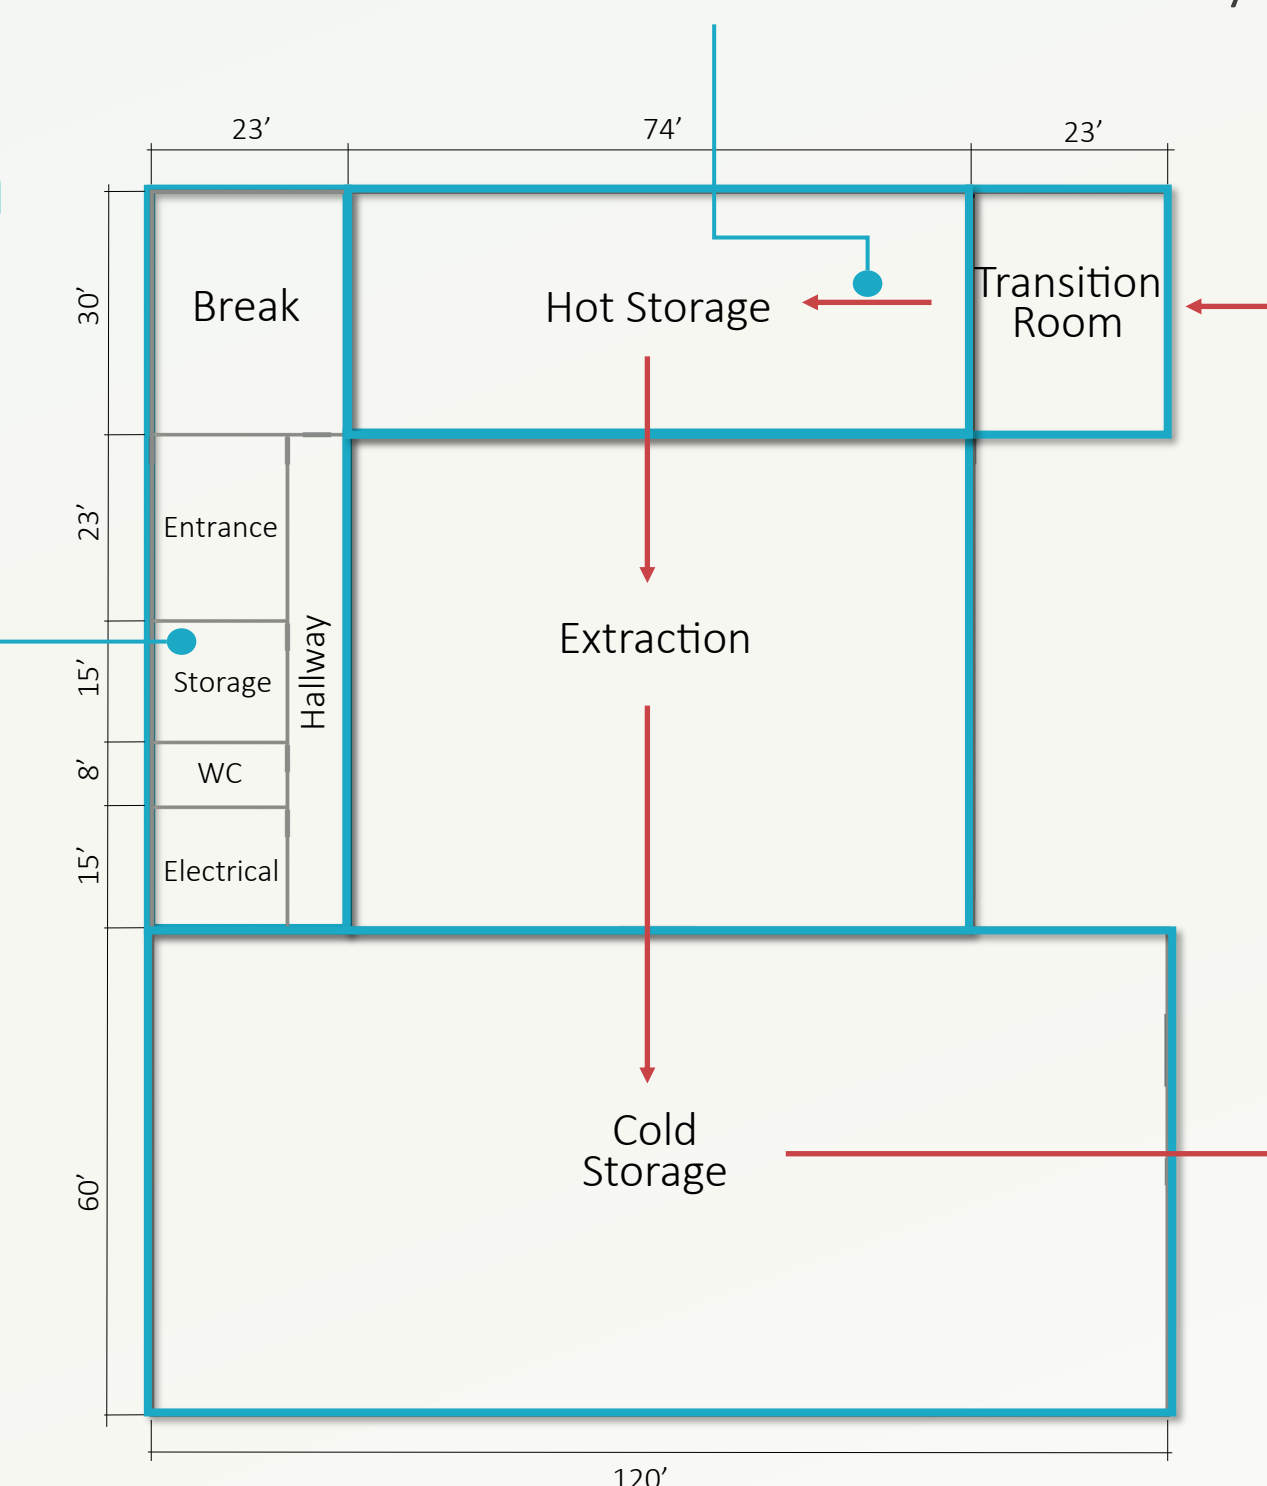 23’
74’
23’
30’
Break
Hot Storage
Transition
Room
23’
Entrance
15’
Storage
Hallway
Extraction
8’
WC
15’
Electrical
Cold
Storage
60’
120’